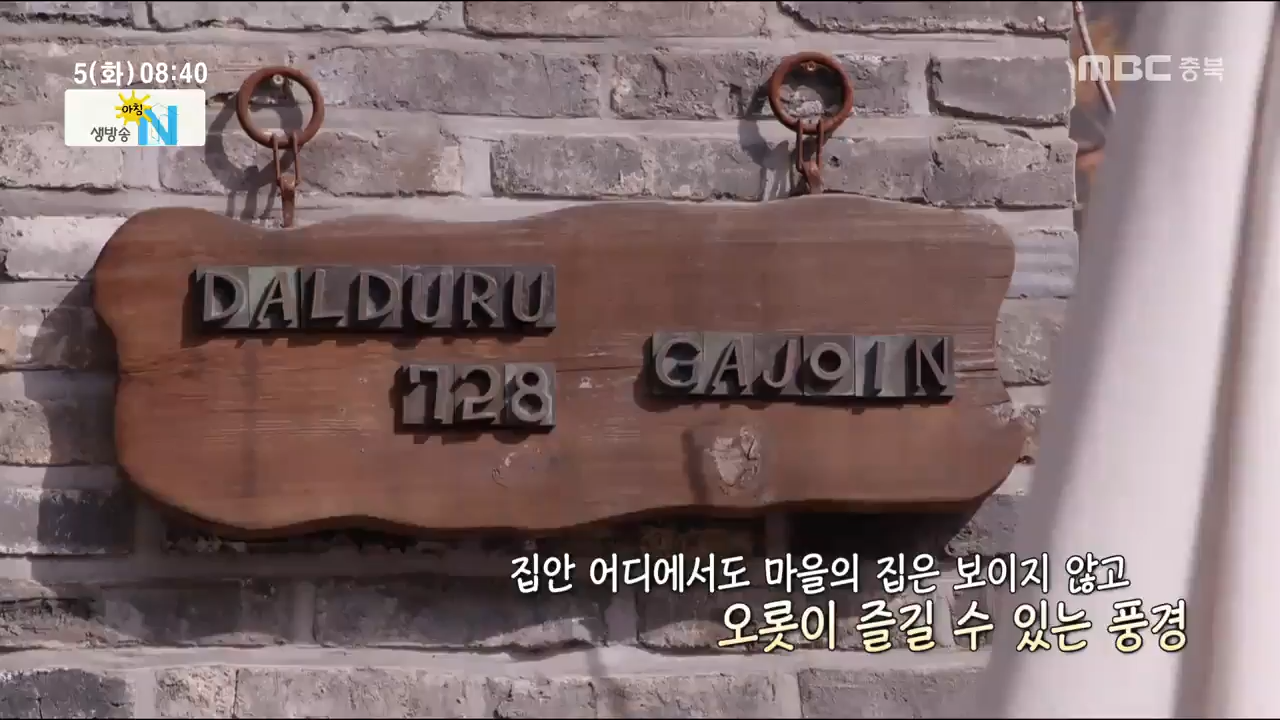 5(화) 08:40
MBC 충북
아침
생방송 N
DALDURU
728
GAJOIN
집안 어디에서도 마을의 집은 보이지 않고
오롯이 즐길 수 있는 풍경